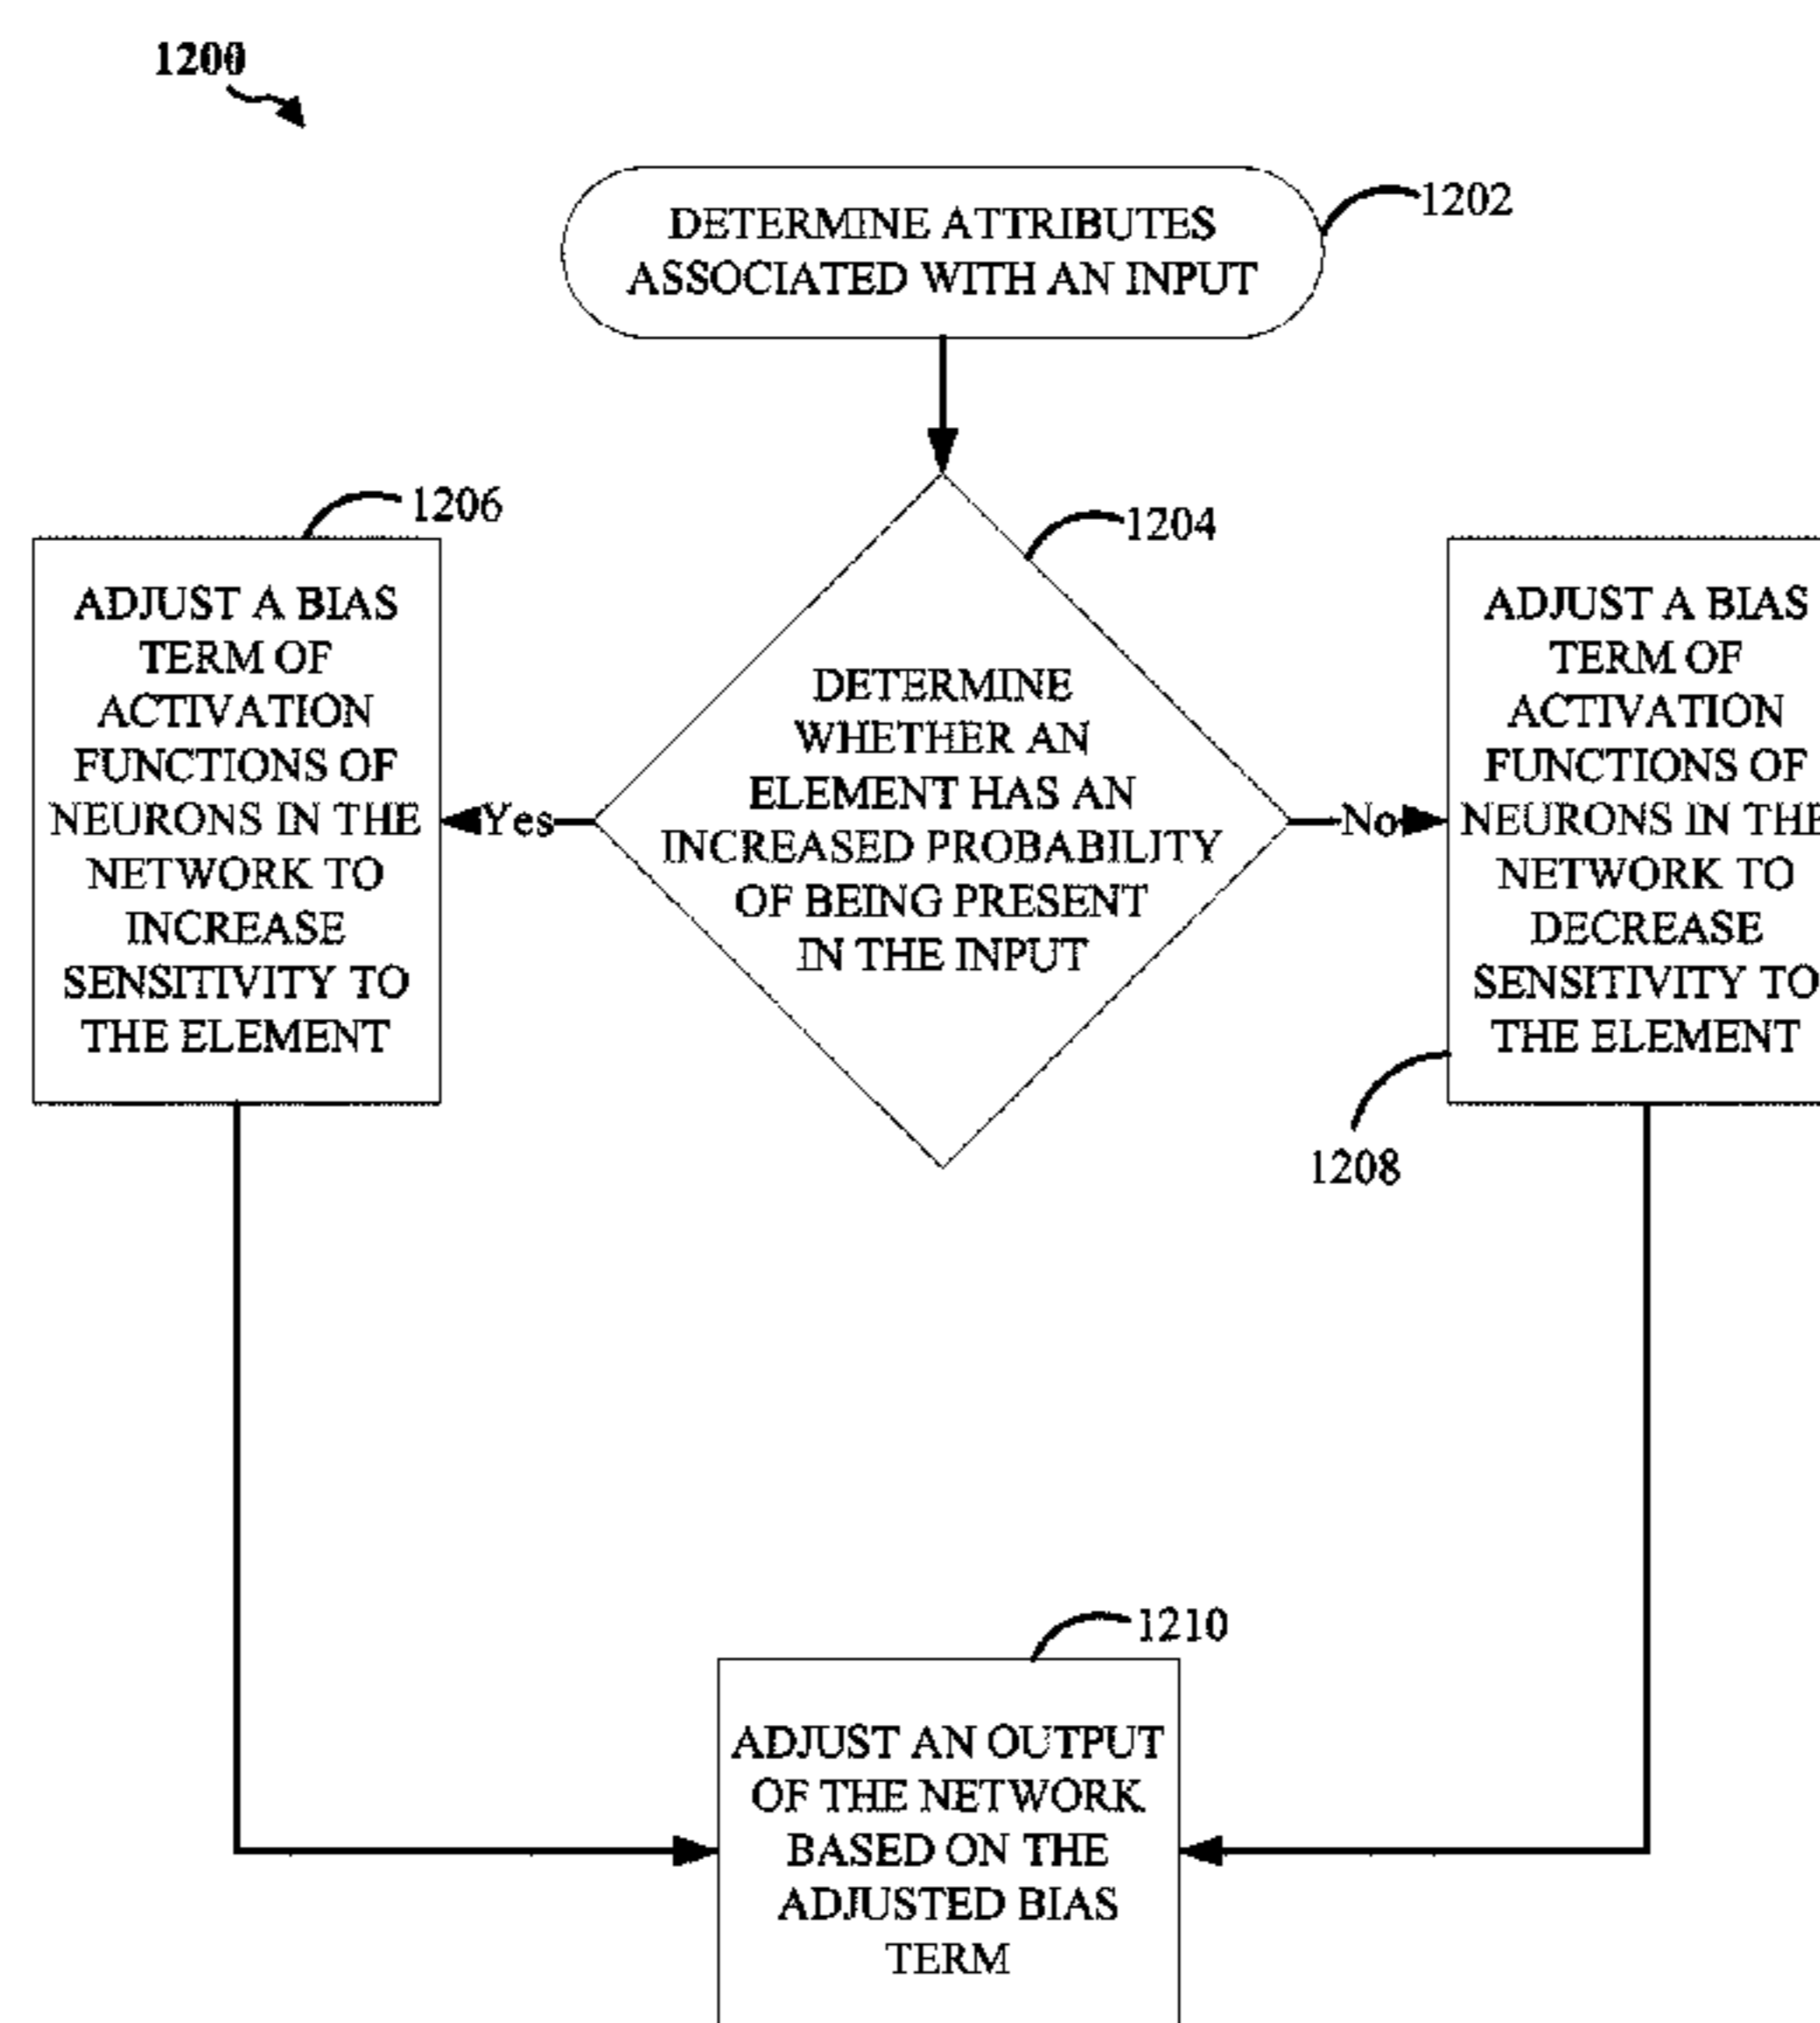 1200
DETERMINE ATTRIBUTES
ASSOCIATED WITH AN INPUT
1202
1204
DETERMINE
WHETHER AN
ELEMENT HAS AN
INCREASED PROBABILITY
OF BEING PRESENT
IN THE INPUT
Yes
No
1206
ADJUST A BIAS
TERM OF
ACTIVATION
FUNCTIONS OF
NEURONS IN THE
NETWORK TO
INCREASE
SENSITIVITY TO
THE ELEMENT
ADJUST A BIAS
TERM OF
ACTIVATION
FUNCTIONS OF
NEURONS IN THE
NETWORK TO
DECREASE
SENSITIVITY TO
THE ELEMENT
1208
1210
ADJUST AN OUTPUT
OF THE NETWORK
BASED ON THE
ADJUSTED BIAS
TERM